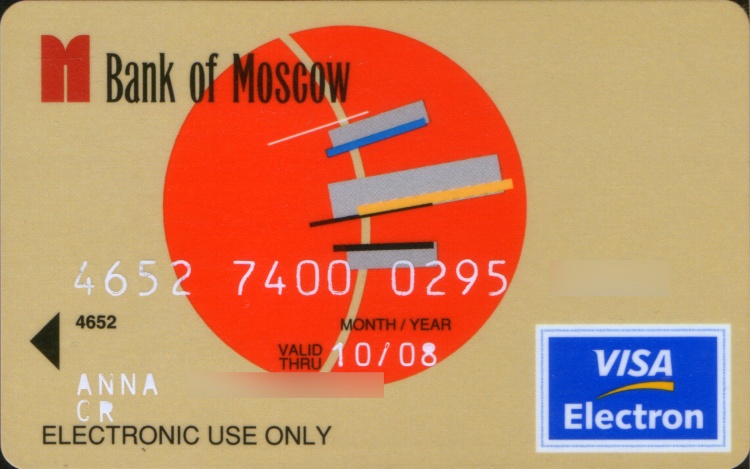 Bank of Moscow
4652 7400 0295
4652
MONTH / YEAR
VALID THRU 10/08
ANNA
CR
ELECTRONIC USE ONLY
VISA
Electron